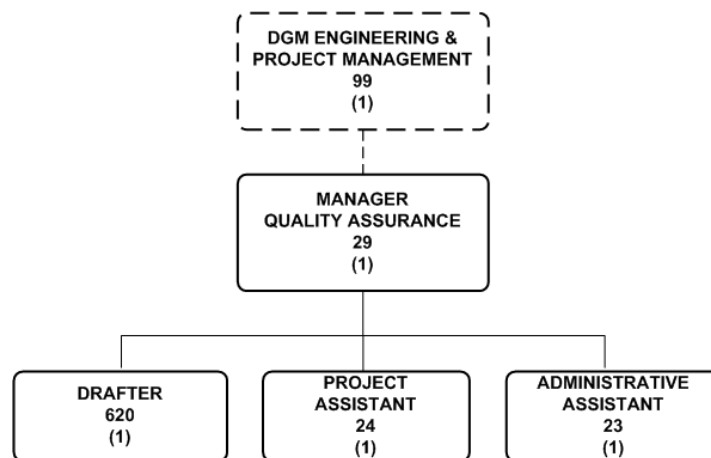 DGM ENGINEERING &
PROJECT MANAGEMENT
99
(1)
MANAGER
QUALITY ASSURANCE
29
(1)
DRAFTER
620
(1)
PROJECT
ASSISTANT
24
(1)
ADMINISTRATIVE
ASSISTANT
23
(1)